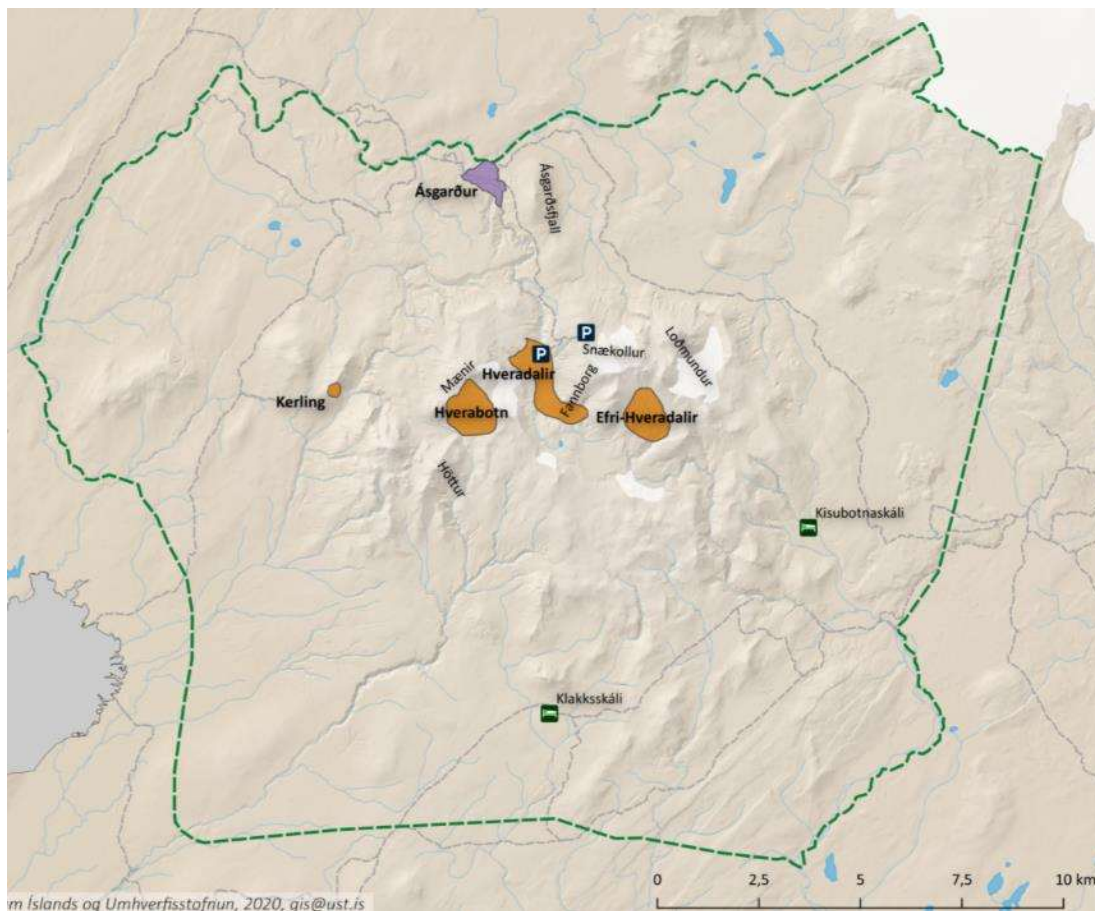 Ásgarður
Ásgarðsfjall
P
P
Snækollur
Loðmundur
Mænir
Hveradalir
Fannborg
Kerling
Hverabotn
Efri-Hveradalir
Höttur
Kisubotnaskáli
Klakksskáli
0 2,5 5 7,5 10 km
m Íslands og Umhverfisstofnun, 2020, gis@ust.is